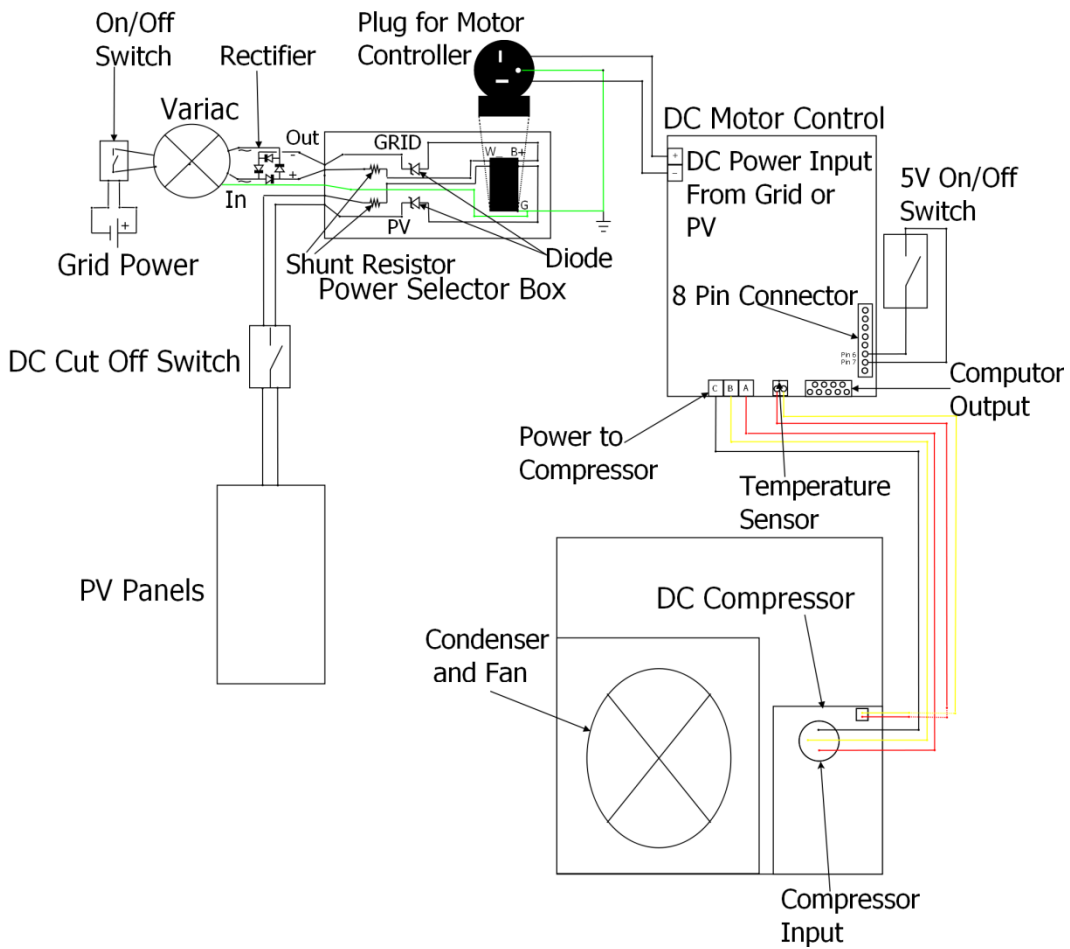 On/Off
Switch
Rectifier
Plug for Motor
Controller
Variac
Out
In
GRID
W
B+
G
PV
- 
+
Shunt Resistor
Diode
Power Selector Box
+
Grid Power
DC Motor Control
+
−
DC Power Input
From Grid or
PV
5V On/Off
Switch
8 Pin Connector
Pin 6
Pin 7
C B A
Computor
Output
DC Cut Off Switch
Power to
Compressor
Temperature
Sensor
PV Panels
DC Compressor
Condenser
and Fan
Compressor
Input